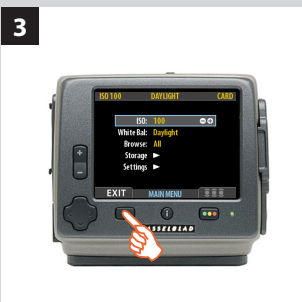 3
ISO 100 DAYLIGHT CARD
ISO: 100
White Bal: Daylight
Browse: All
Storage
Settings
EXIT MAIN MENU
i
+
-
HASSELBLAD